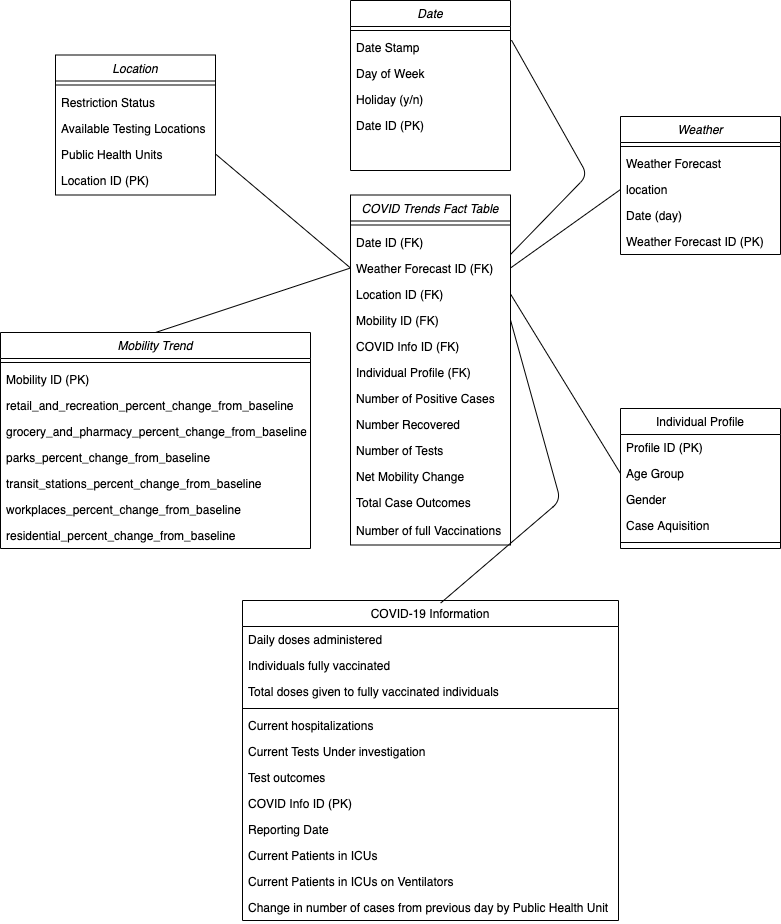 Date
Date Stamp
Day of Week
Holiday (y/n)
Date ID (PK)
Location
Restriction Status
Available Testing Locations
Public Health Units
Location ID (PK)
Weather
Weather Forecast
location
Date (day)
Weather Forecast ID (PK)
COVID Trends Fact Table
Date ID (FK)
Weather Forecast ID (FK)
Location ID (FK)
Mobility ID (FK)
COVID Info ID (FK)
Individual Profile (FK)
Number of Positive Cases
Number Recovered
Number of Tests
Net Mobility Change
Total Case Outcomes
Number of full Vaccinations
Mobility Trend
Mobility ID (PK)
retail_and_recreation_percent_change_from_baseline
grocery_and_pharmacy_percent_change_from_baseline
parks_percent_change_from_baseline
transit_stations_percent_change_from_baseline
workplaces_percent_change_from_baseline
residential_percent_change_from_baseline
Individual Profile
Profile ID (PK)
Age Group
Gender
Case Aquisition
COVID-19 Information
Daily doses administered
Individuals fully vaccinated
Total doses given to fully vaccinated individuals
Current hospitalizations
Current Tests Under investigation
Test outcomes
COVID Info ID (PK)
Reporting Date
Current Patients in ICUs
Current Patients in ICUs on Ventilators
Change in number of cases from previous day by Public Health Unit